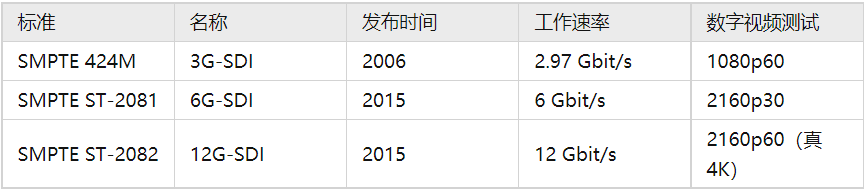 标准 名称 发布时间 工作速率 数字视频测试
SMPTE 424M 3G-SDI 2006 2.97 Gbit/s 1080p60
SMPTE ST-2081 6G-SDI 2015 6 Gbit/s 2160p30
SMPTE ST-2082 12G-SDI 2015 12 Gbit/s 2160p60（真
4K）